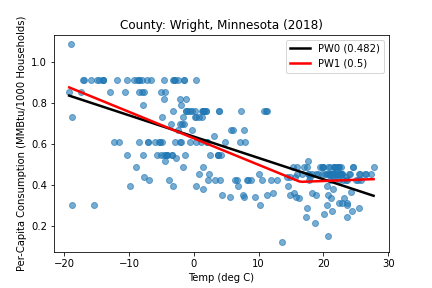 County: Wright, Minnesota (2018)
PW0 (0.482)
PW1 (0.5)
Per-Capita Consumption (MMBtu/1000 Households)
1.0
0.8
0.6
0.4
0.2
−20 −10 0 10 20 30
Temp (deg C)